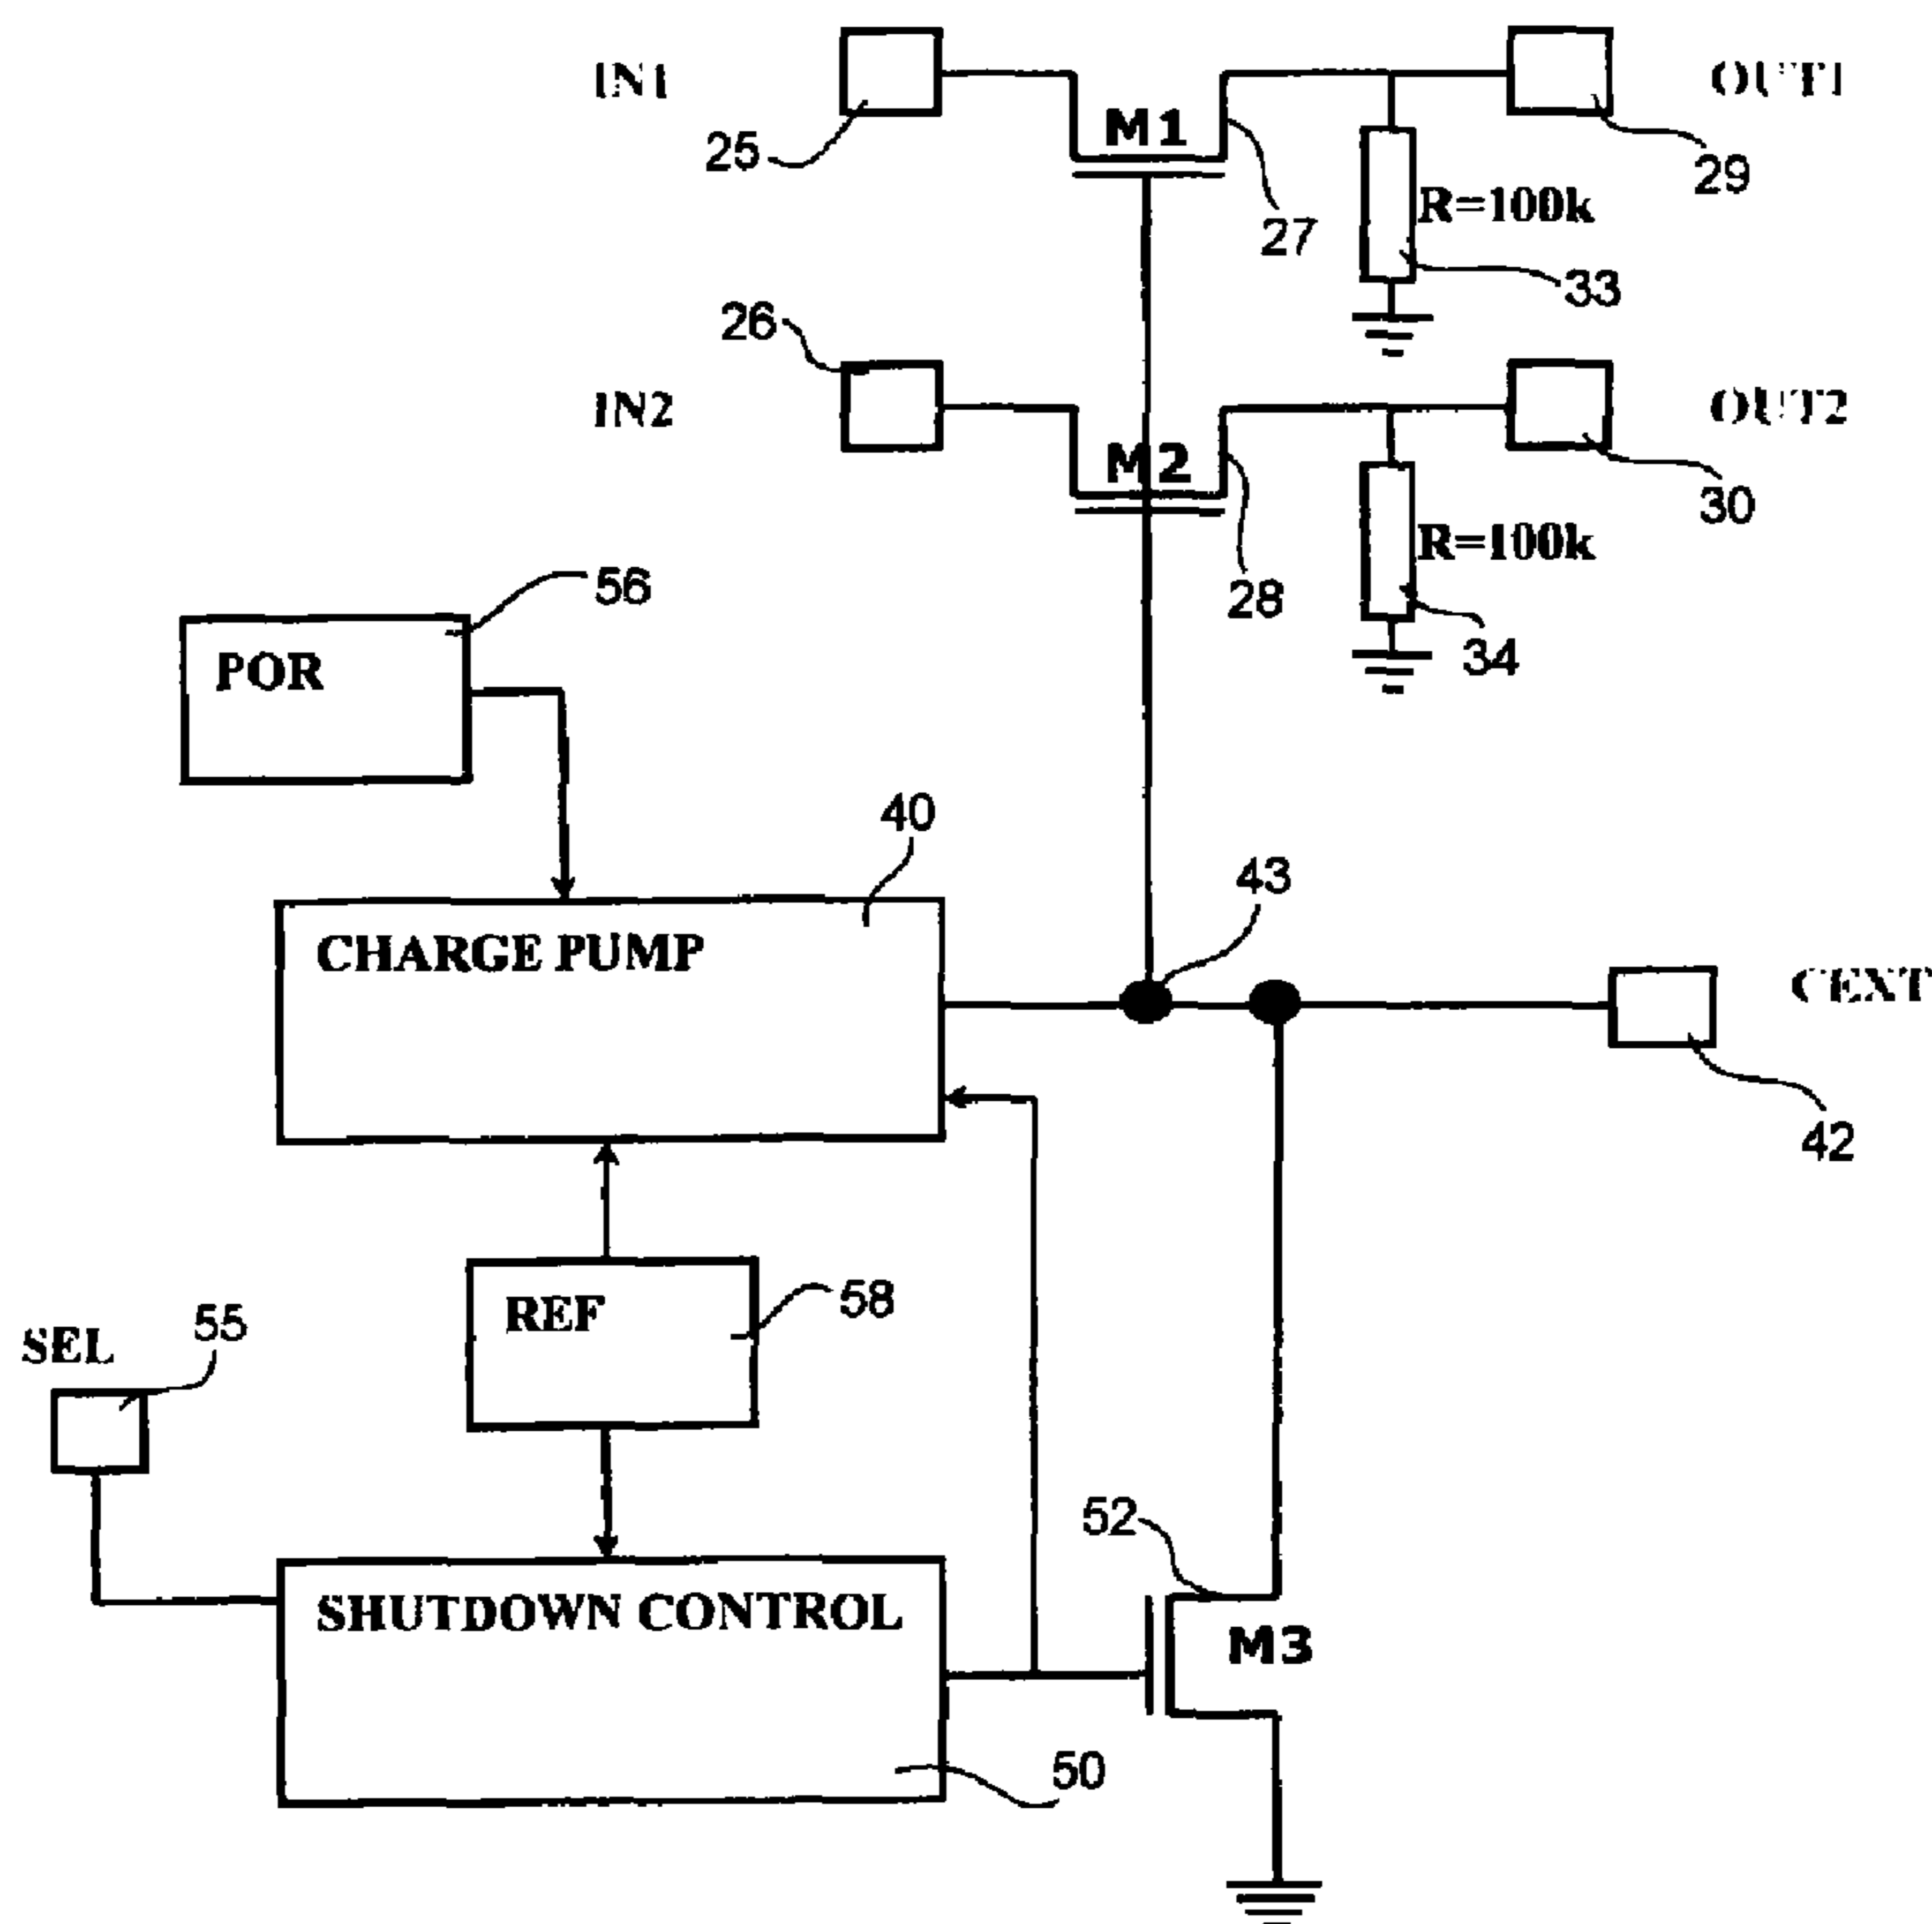 IN1
M1
OUT1
25
29
R=100k
27
33
26
IN2
M2
OUT2
30
R=100k
56
28
34
POR
40
43
CHARGE PUMP
CEXT
42
REF
58
SEL
55
52
SHUTDOWN CONTROL
M3
50